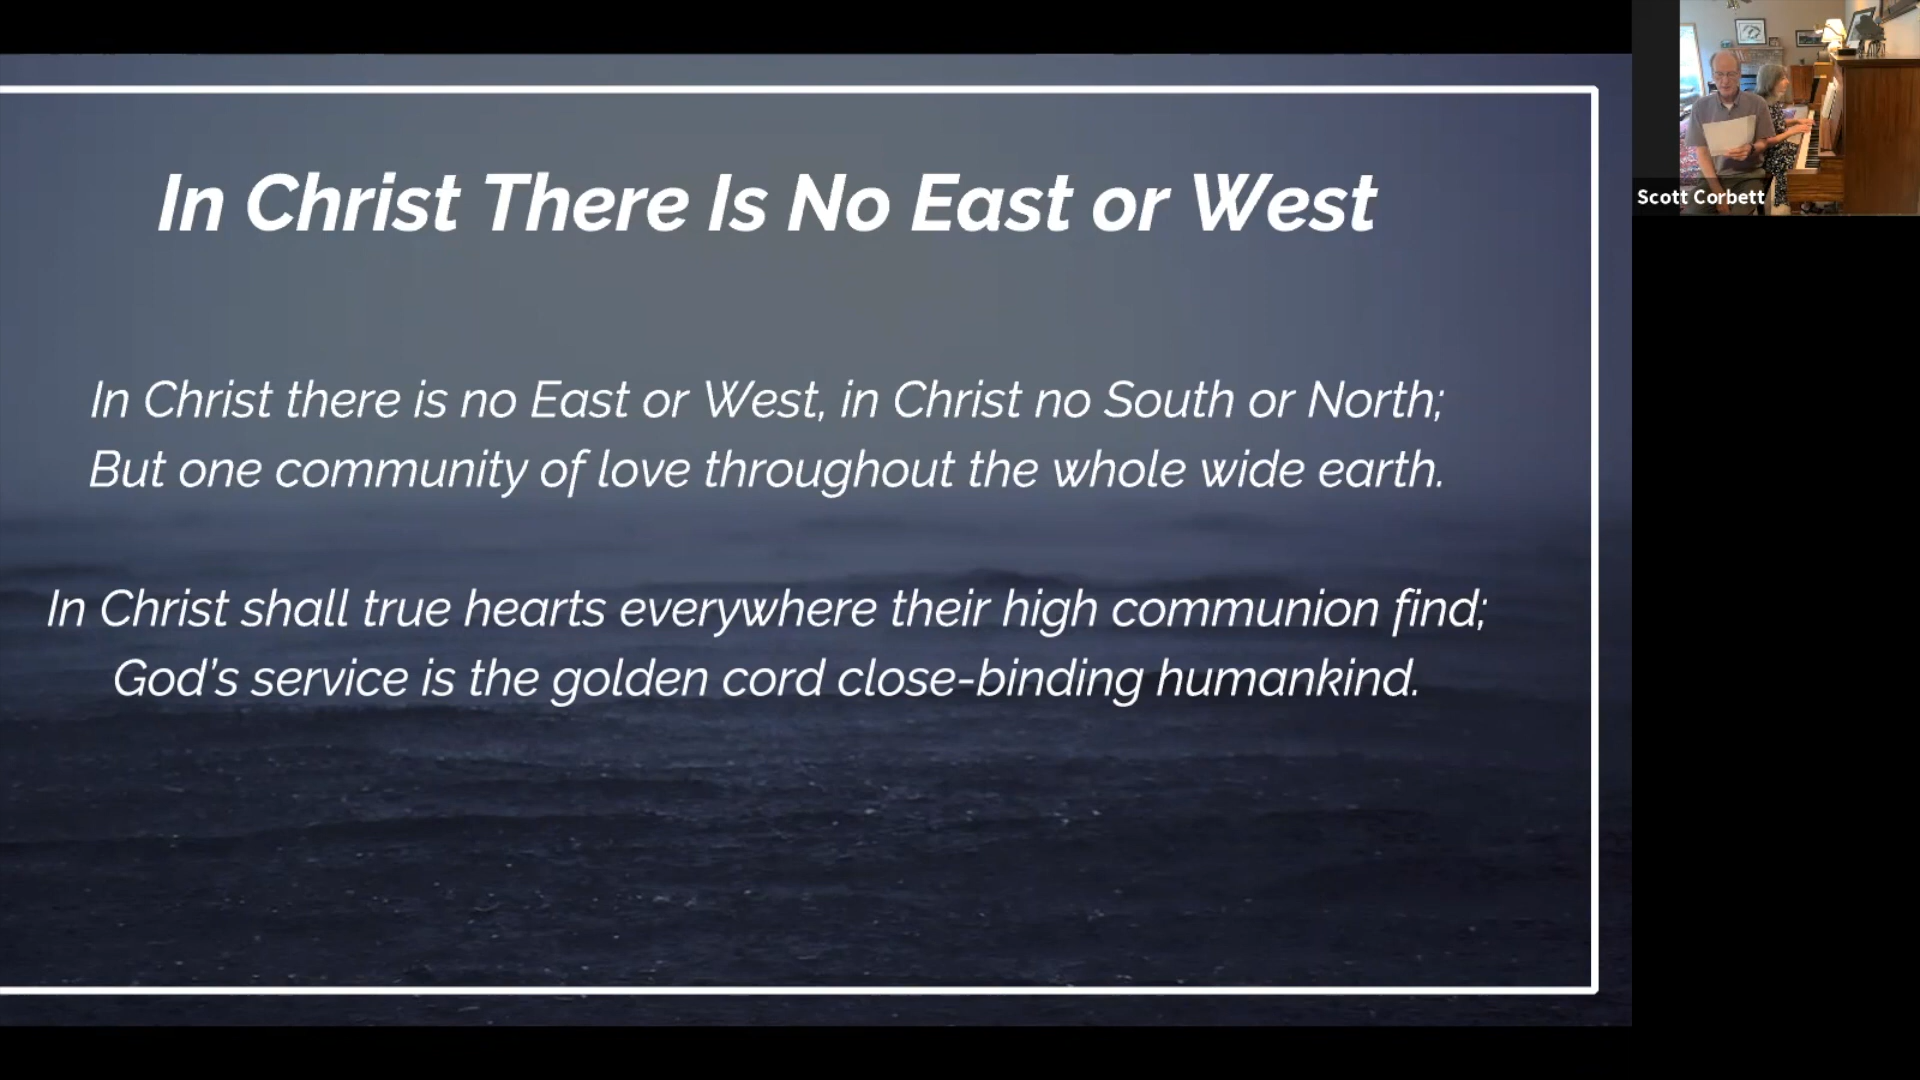 In Christ There Is No East or West
In Christ there is no East or West, in Christ no South or North;
But one community of love throughout the whole wide earth.
In Christ shall true hearts everywhere their high communion find;
God's service is the golden cord close-binding humankind.
Scott Corbett